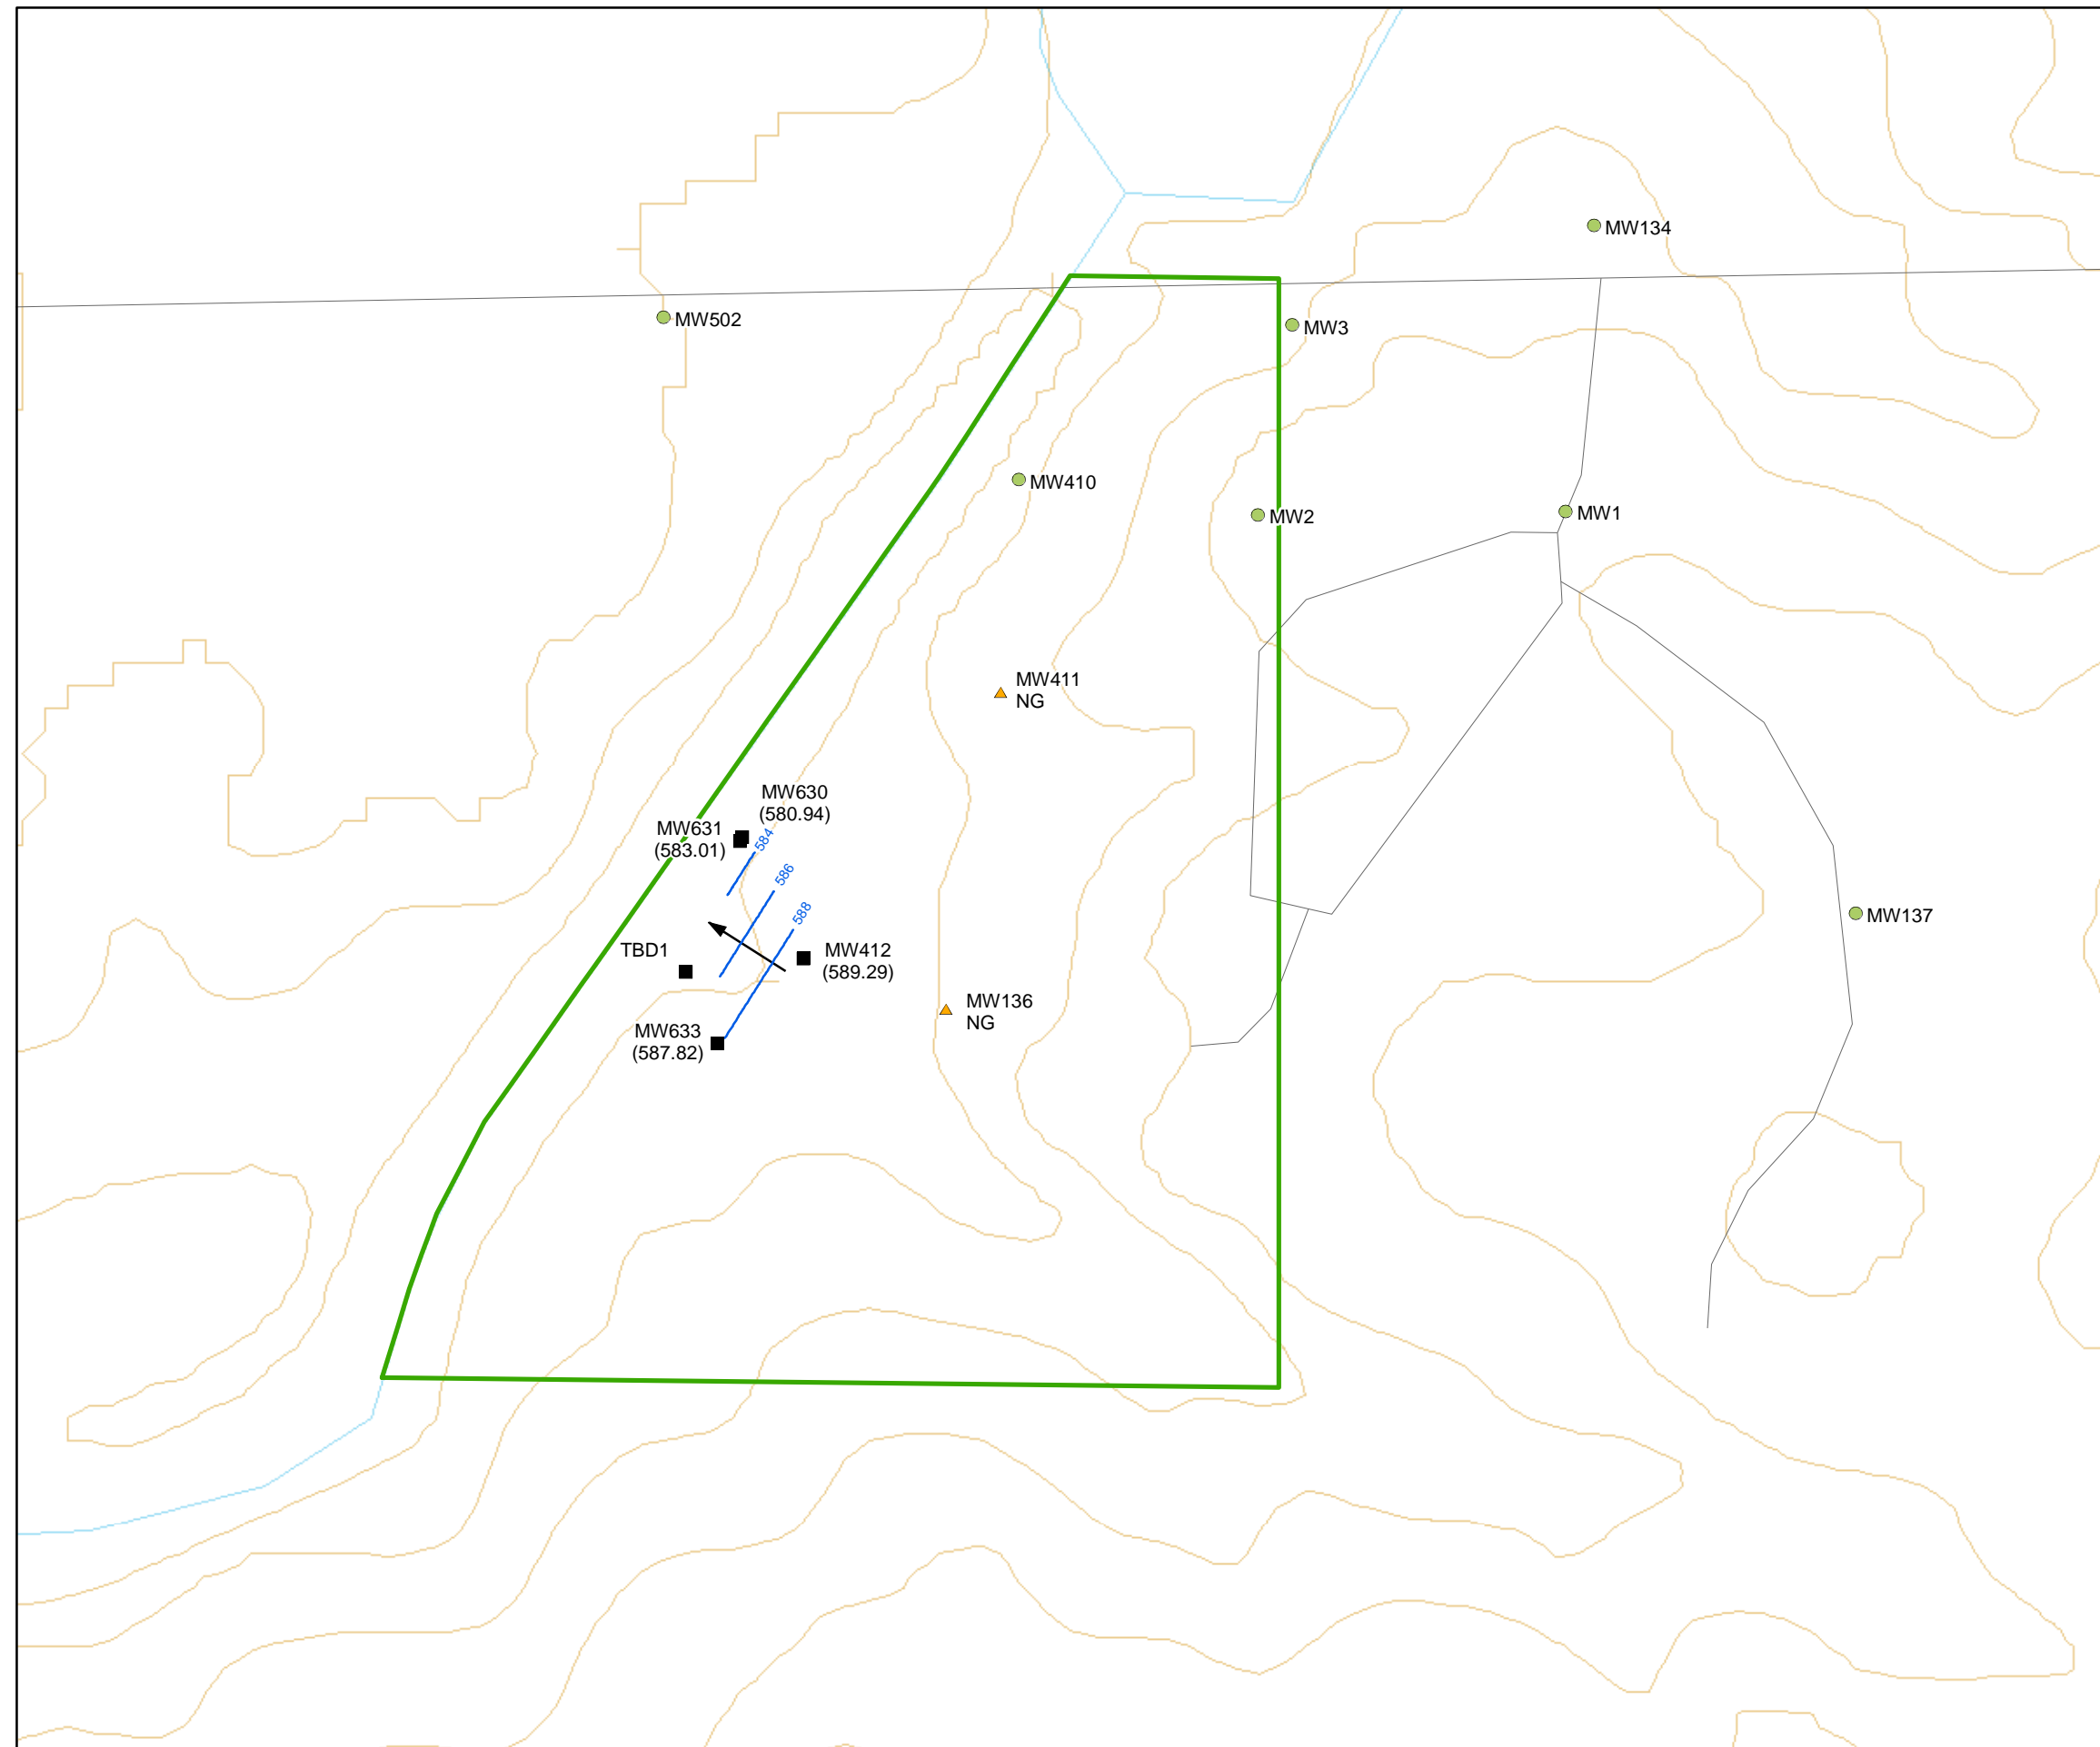 MW134
MW502
MW3
MW410
MW2
MW1
MW411
NG
MW630
(580.94)
MW631
(583.01)
584
586
588
MW137
TBD1
MW412
(589.29)
MW136
NG
MW633
(587.82)